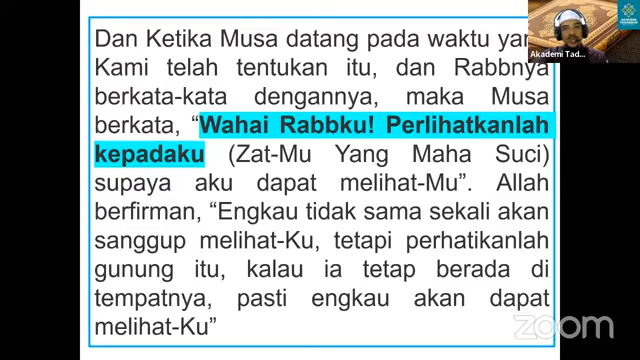 Dan Ketika Musa datang pada waktu yang
Kami telah tentukan itu, dan Rabbnya
berkata-kata dengannya, maka Musa
berkata, “Wahai Rabbku! Perlihatkanlah
kepadaku (Zat-Mu Yang Maha Suci)
supaya aku dapat melihat-Mu”. Allah
berfirman, “Engkau tidak sama sekali akan
sanggup melihat-Ku, tetapi perhatikanlah
gunung itu, kalau ia tetap berada di
tempatnya, pasti engkau akan dapat
melihat-Ku”
Akademi Tad...
zoom